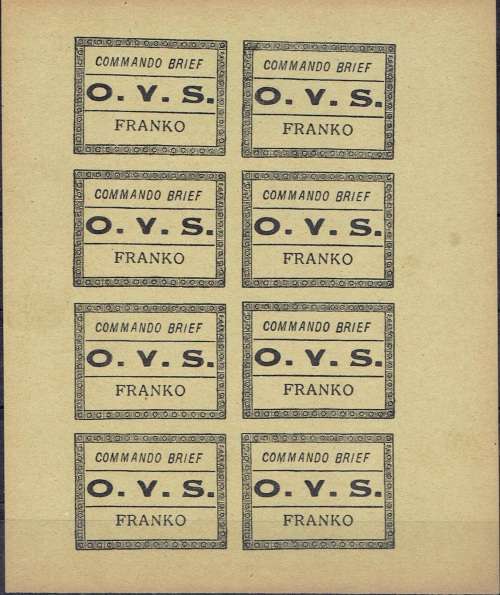 COMMANDO BRIEF
O. V. S.
FRANKO
COMMANDO BRIEF
O. V. S.
FRANKO
COMMANDO BRIEF
O. V. S.
FRANKO
COMMANDO BRIEF
O. V. S.
FRANKO
COMMANDO BRIEF
O. V. S.
FRANKO
COMMANDO BRIEF
O. V. S.
FRANKO
COMMANDO BRIEF
O. V. S.
FRANKO
COMMANDO BRIEF
O. V. S.
FRANKO